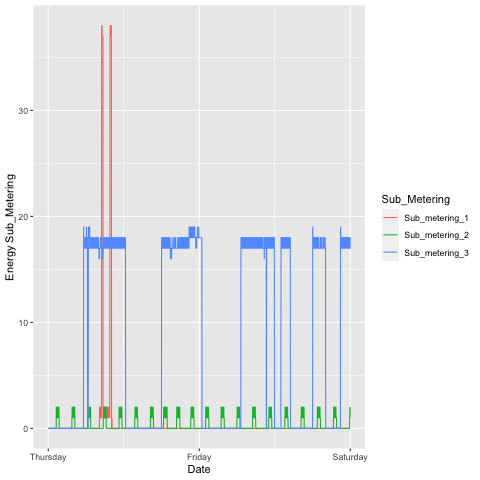 30
20
10
0
Energy Sub_Metering
Thursday
Friday
Saturday
Date
Sub_Metering
Sub_metering_1
Sub_metering_2
Sub_metering_3